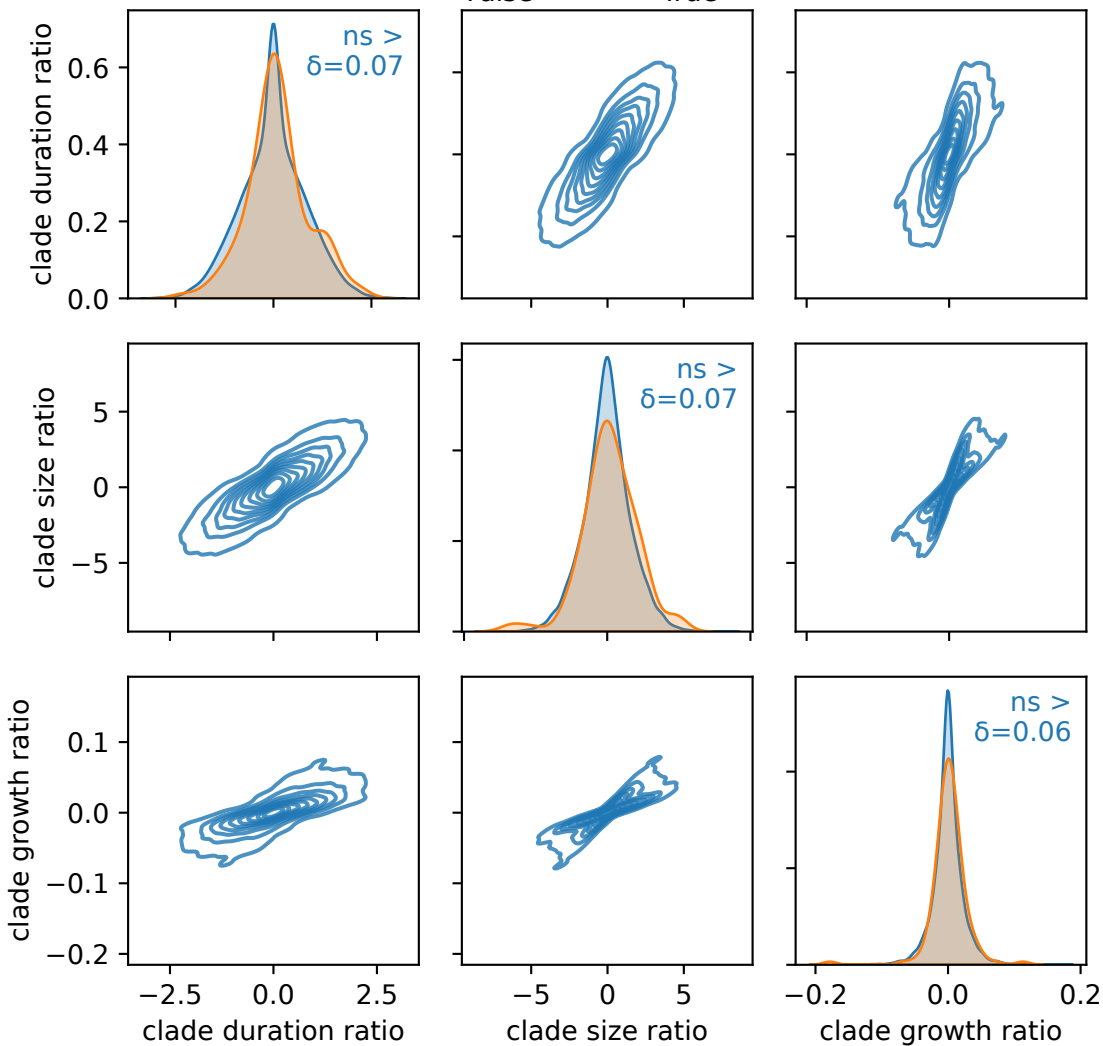 clade duration ratio
0.6
0.4
0.2
0.0
ns >
δ=0.07
clade size ratio
5
0
−5
ns >
δ=0.07
clade growth ratio
0.1
0.0
−0.1
−0.2
ns >
δ=0.06
−2.5 0.0 2.5
−5 0 5
−0.2 0.0 0.2
clade duration ratio
clade size ratio
clade growth ratio